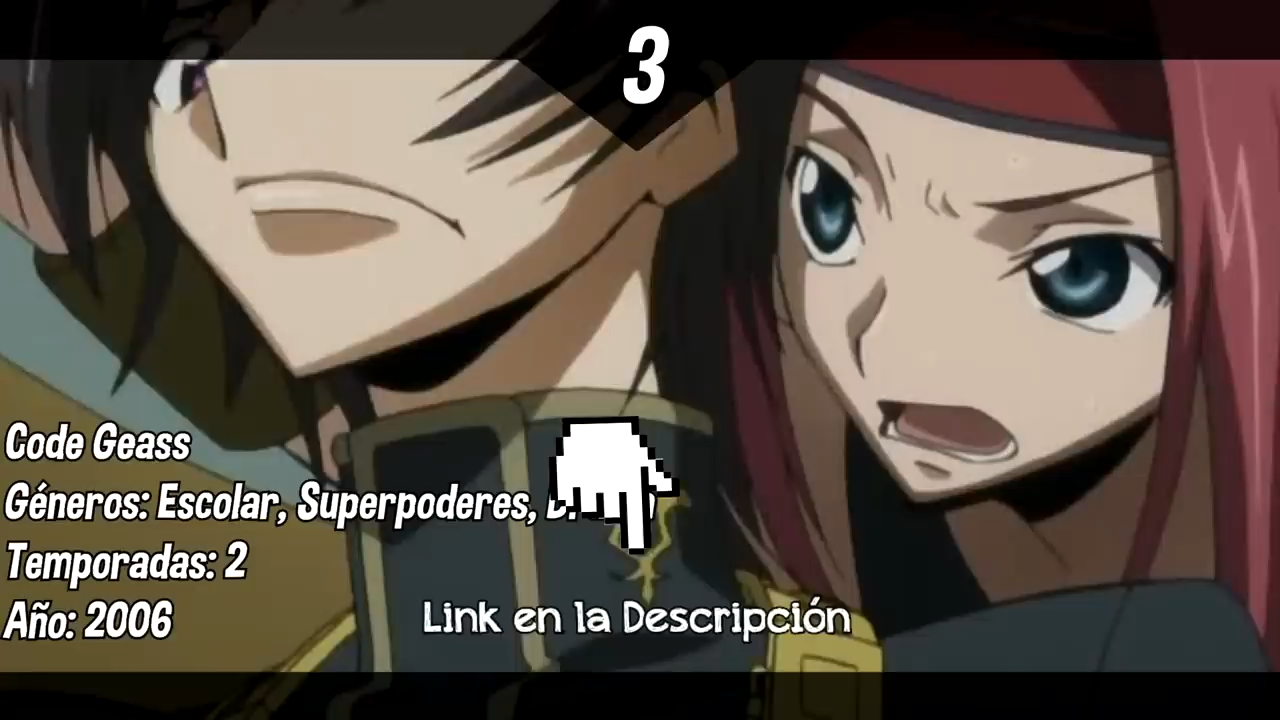 3
Code Geass
Géneros: Escolar, Superpoderes,
Temporadas: 2
Año: 2006
Link en la Descripción